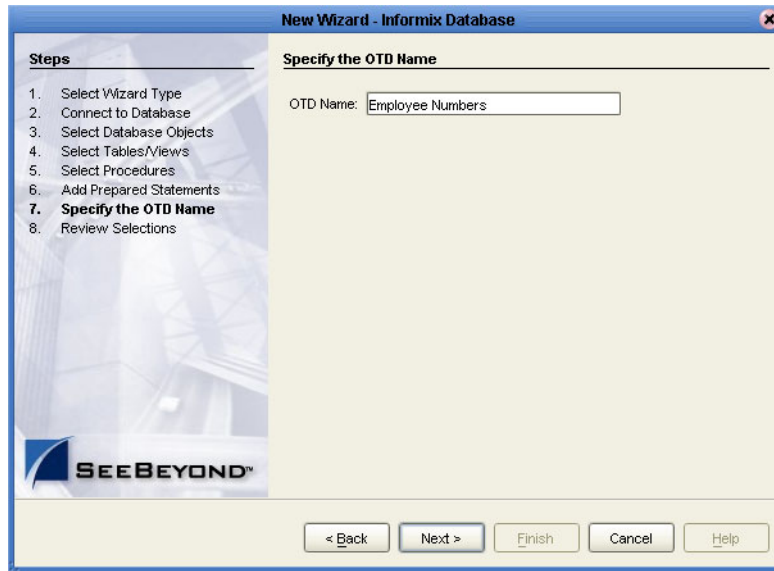 New Wizard - Informix Database
Steps
1. Select Wizard Type
2. Connect to Database
3. Select Database Objects
4. Select Tables/Views
5. Select Procedures
6. Add Prepared Statements
7. Specify the OTD Name
8. Review Selections
SEEBEYOND™
Specify the OTD Name
OTD Name: Employee Numbers
< Back Next > Finish Cancel Help